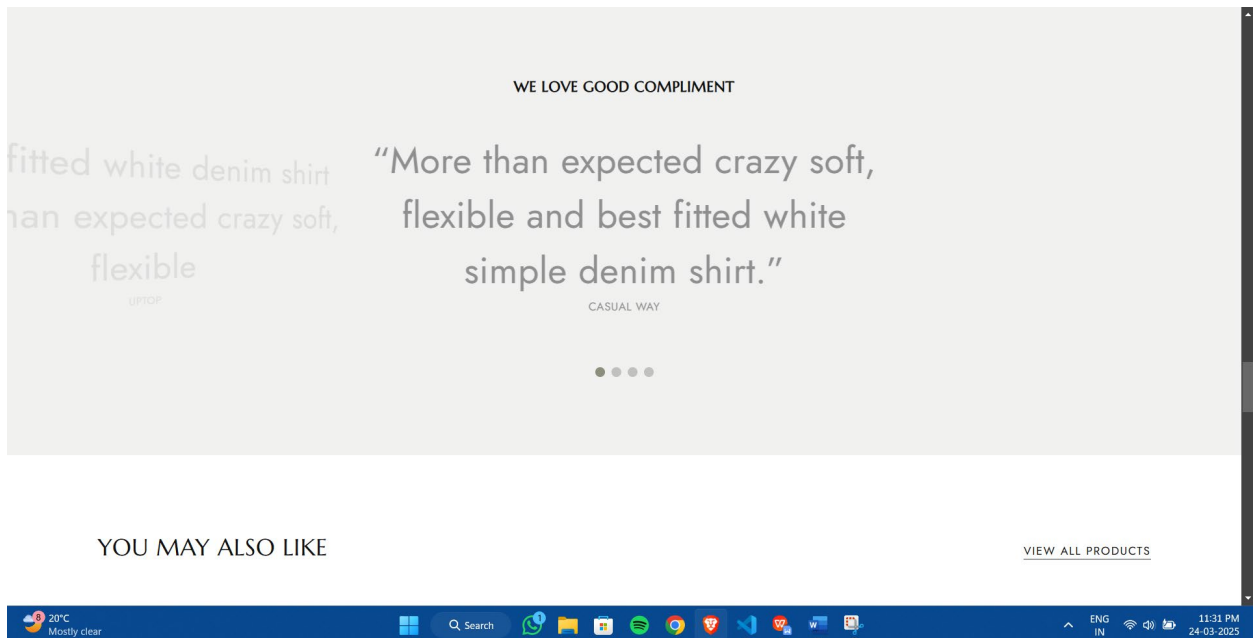 WE LOVE GOOD COMPLIMENT
fitted white denim shirt
han expected crazy soft,
flexible
UPTOP
“More than expected crazy soft,
flexible and best fitted white
simple denim shirt.”
CASUAL WAY
YOU MAY ALSO LIKE
VIEW ALL PRODUCTS
8
20°C
Mostly clear
Search
1
ENG
IN
11:31 PM
24-03-2025